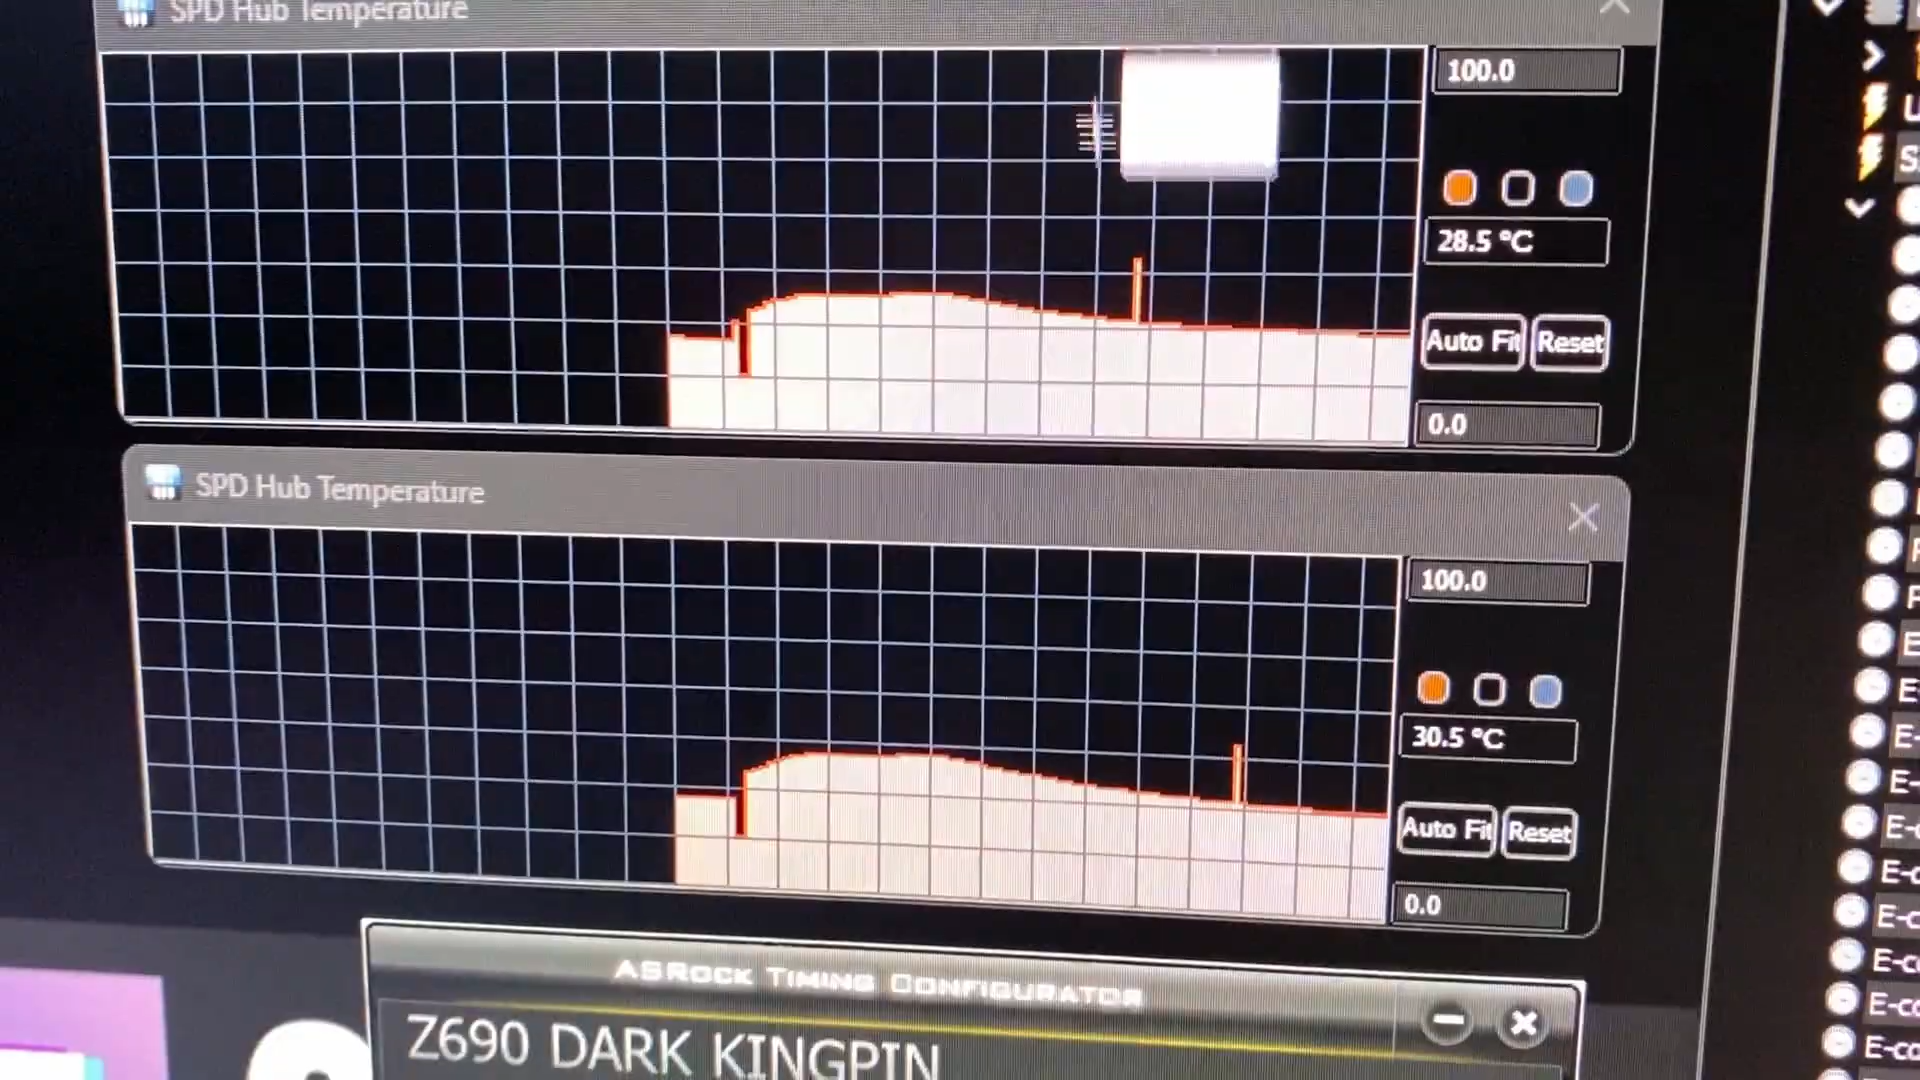 SPD Hub Temperature
100.0
28.5 °C
Auto Fit
Reset
0.0
SPD Hub Temperature
100.0
30.5 °C
Auto Fit
Reset
0.0
ASRock Timing Configurator
Z690 DARK KINGPIN